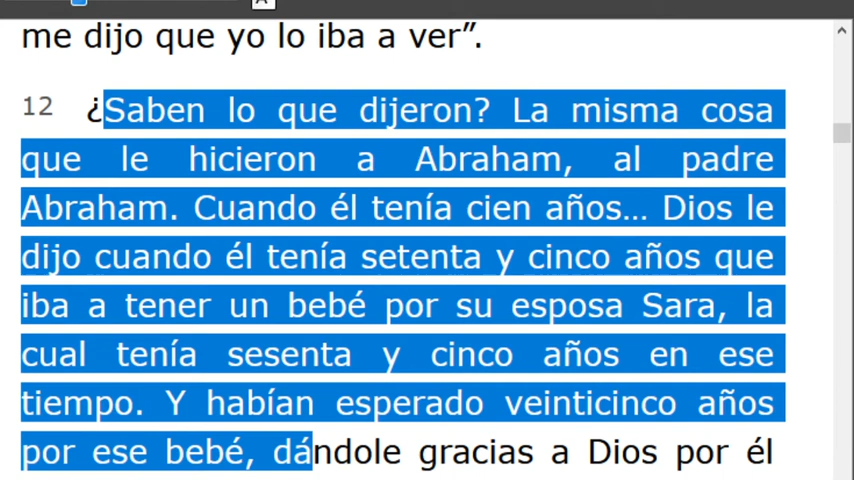 me dijo que yo lo iba a ver”.
12 ¿Saben lo que dijeron? La misma cosa
que le hicieron a Abraham, al padre
Abraham. Cuando él tenía cien años… Dios le
dijo cuando él tenía setenta y cinco años que
iba a tener un bebé por su esposa Sara, la
cual tenía sesenta y cinco años en ese
tiempo. Y habían esperado veinticinco años
por ese bebé, dándole gracias a Dios por él